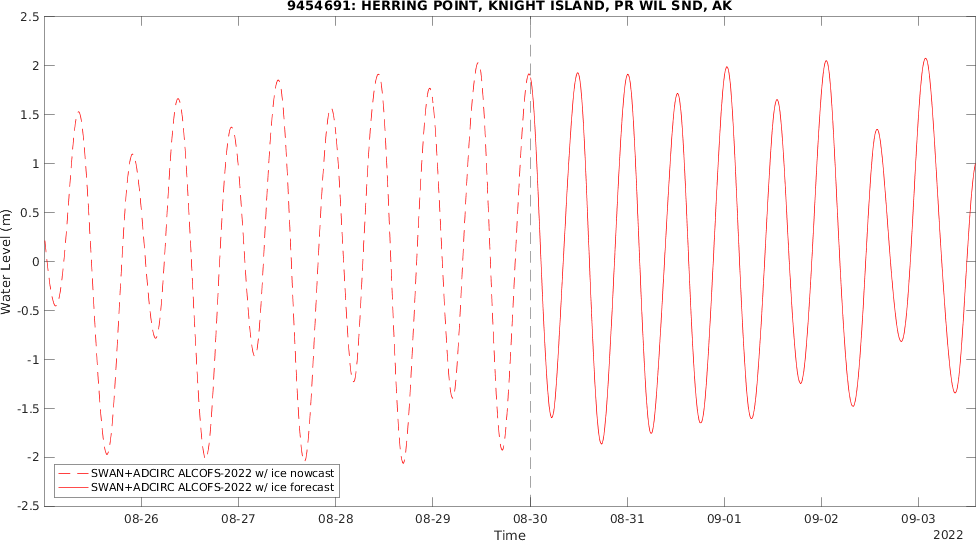 9454691: HERRING POINT, KNIGHT ISLAND, PR WIL SND, AK
2.5
2
1.5
1
0.5
0
-0.5
-1
-1.5
-2
-2.5
Water Level (m)
SWAN+ADCIRC ALCOFS-2022 w/ ice nowcast
SWAN+ADCIRC ALCOFS-2022 w/ ice forecast
08-26 08-27 08-28 08-29 08-30 08-31 09-01 09-02 09-03
Time
2022